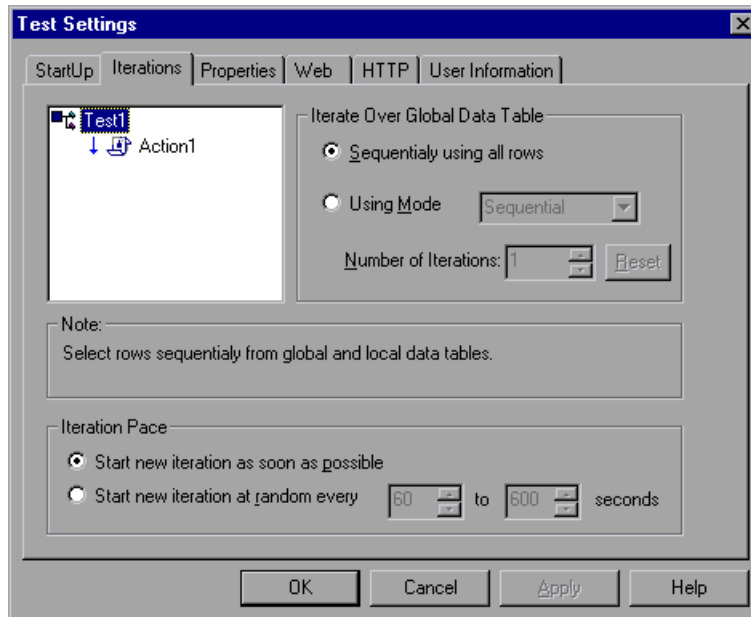 Test Settings
StartUp Iterations Properties Web HTTP User Information
Test1
Action1
Iterate Over Global Data Table
Sequentialy using all rows
Using Mode Sequential
Number of Iterations: 1 Reset
Note:
Select rows sequentialy from global and local data tables.
Iteration Pace
Start new iteration as soon as possible
Start new iteration at random every 60 to 600 seconds
OK Cancel Apply Help